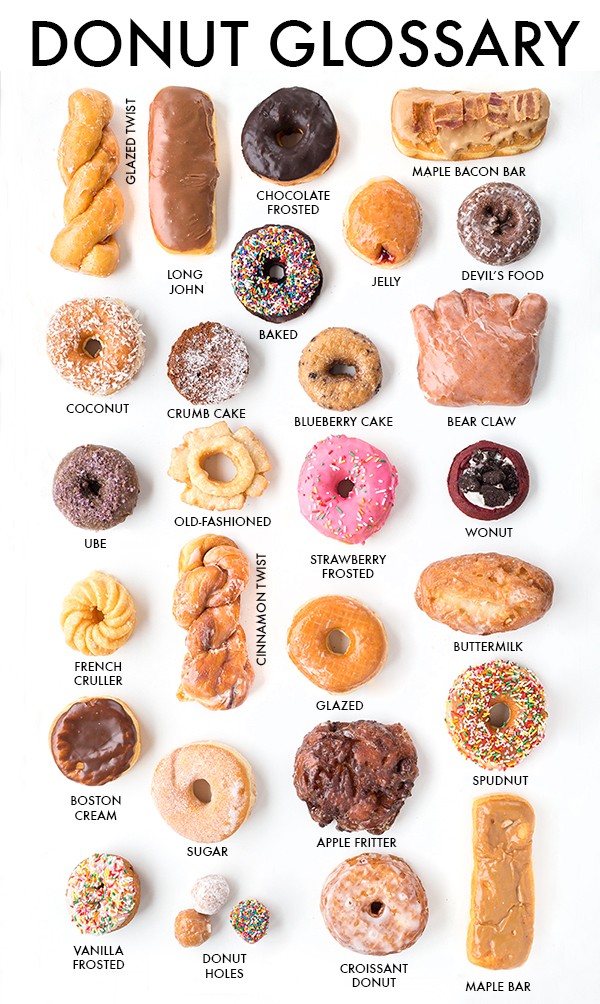 DONUT GLOSSARY
GLAZED TWIST
LONG
JOHN
CHOCOLATE
FROSTED
MAPLE BACON BAR
JELLY
DEVIL'S FOOD
BAKED
COCONUT
CRUMB CAKE
BLUEBERRY CAKE
BEAR CLAW
UBE
OLD-FASHIONED
STRAWBERRY
FROSTED
WONUT
FRENCH
CRULLER
CINNAMON TWIST
GLAZED
BUTTERMILK
BOSTON
CREAM
SUGAR
APPLE FRITTER
SPUDNUT
VANILLA
FROSTED
DONUT
HOLES
CROISSANT
DONUT
MAPLE BAR